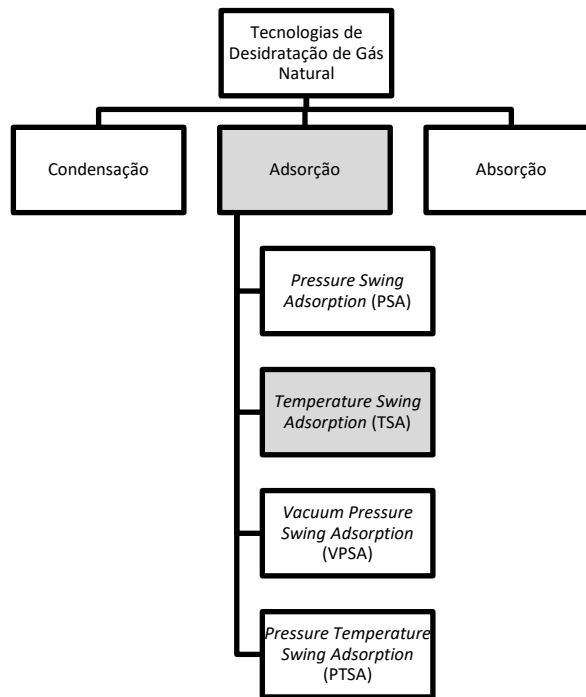 Tecnologias de
Desidratação de Gás
Natural
Condensação
Adsorção
Absorção
Pressure Swing
Adsorption (PSA)
Temperature Swing
Adsorption (TSA)
Vacuum Pressure
Swing Adsorption
(VPSA)
Pressure Temperature
Swing Adsorption
(PTSA)